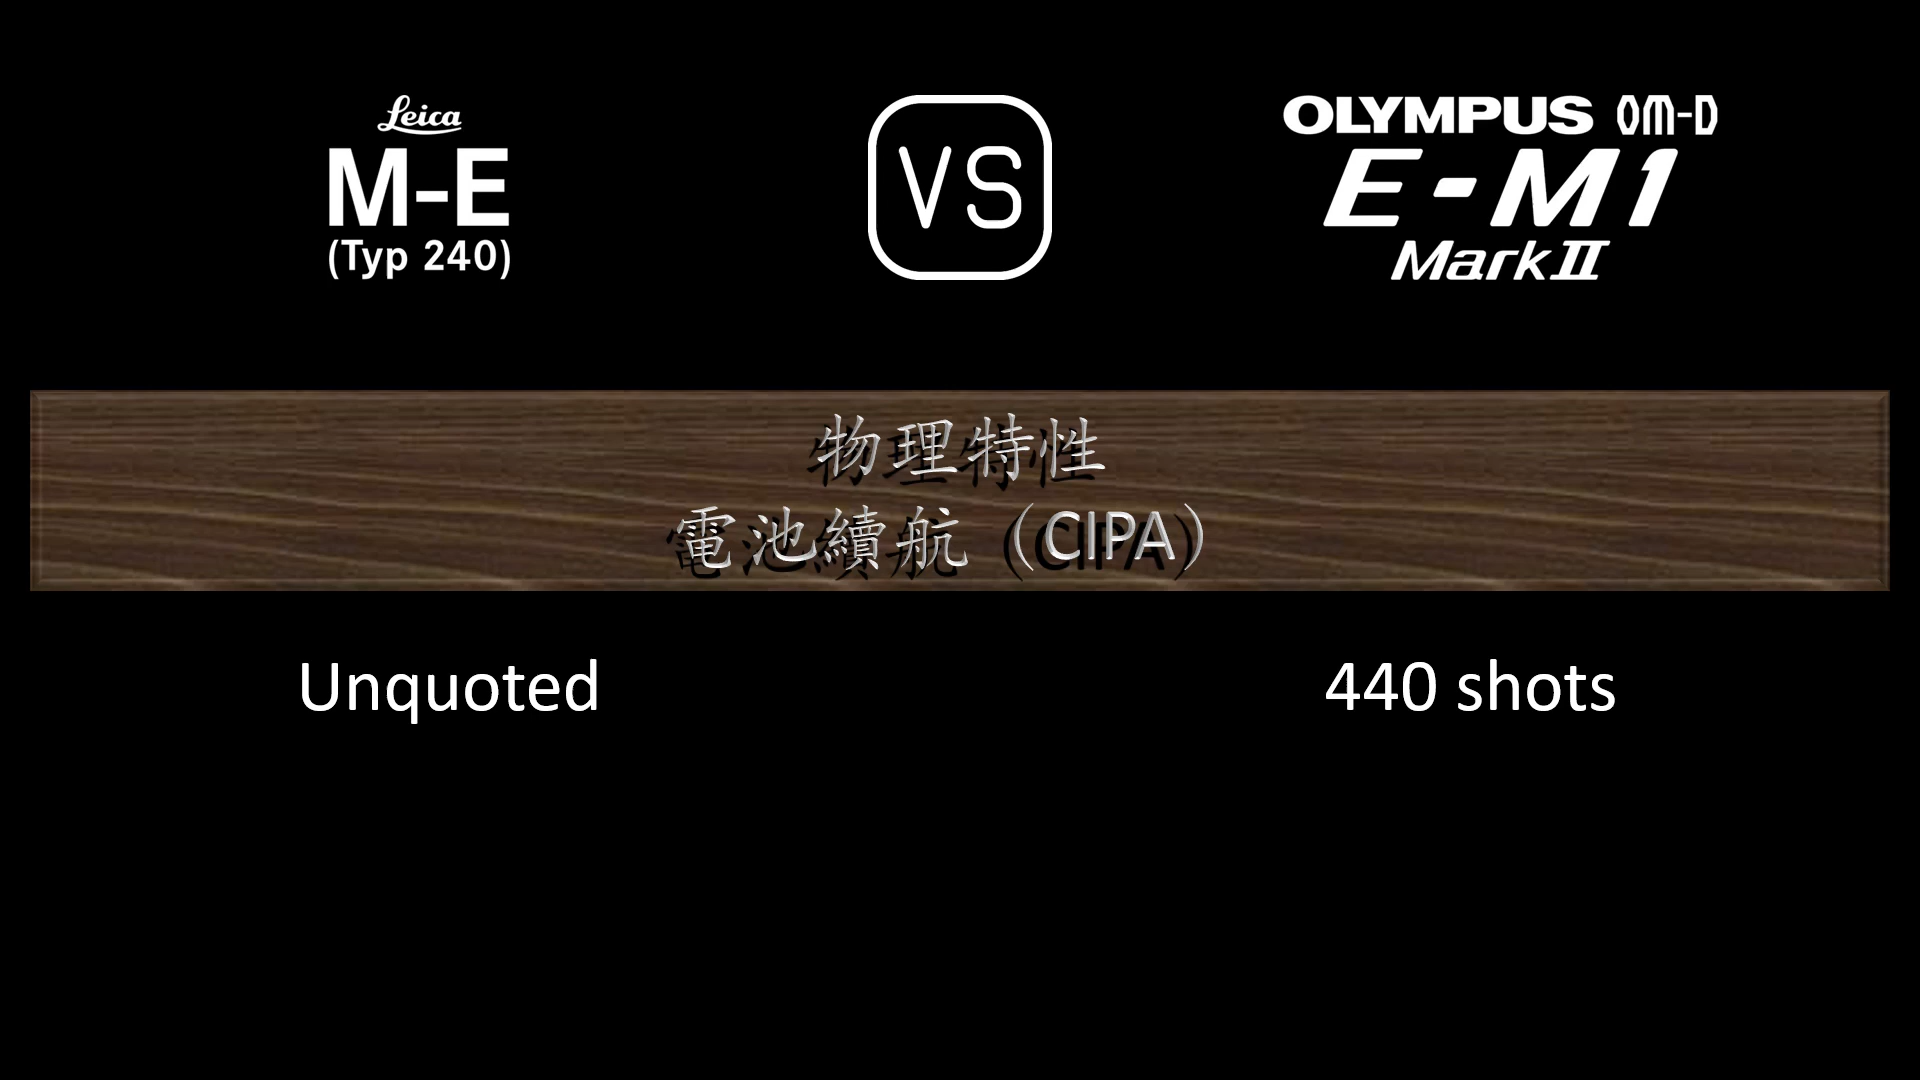 Leica
M-E
(Typ 240)
VS
OLYMPUS OM-D
E-M1
Mark II
物理特性
電池續航（CIPA）
Unquoted
440 shots